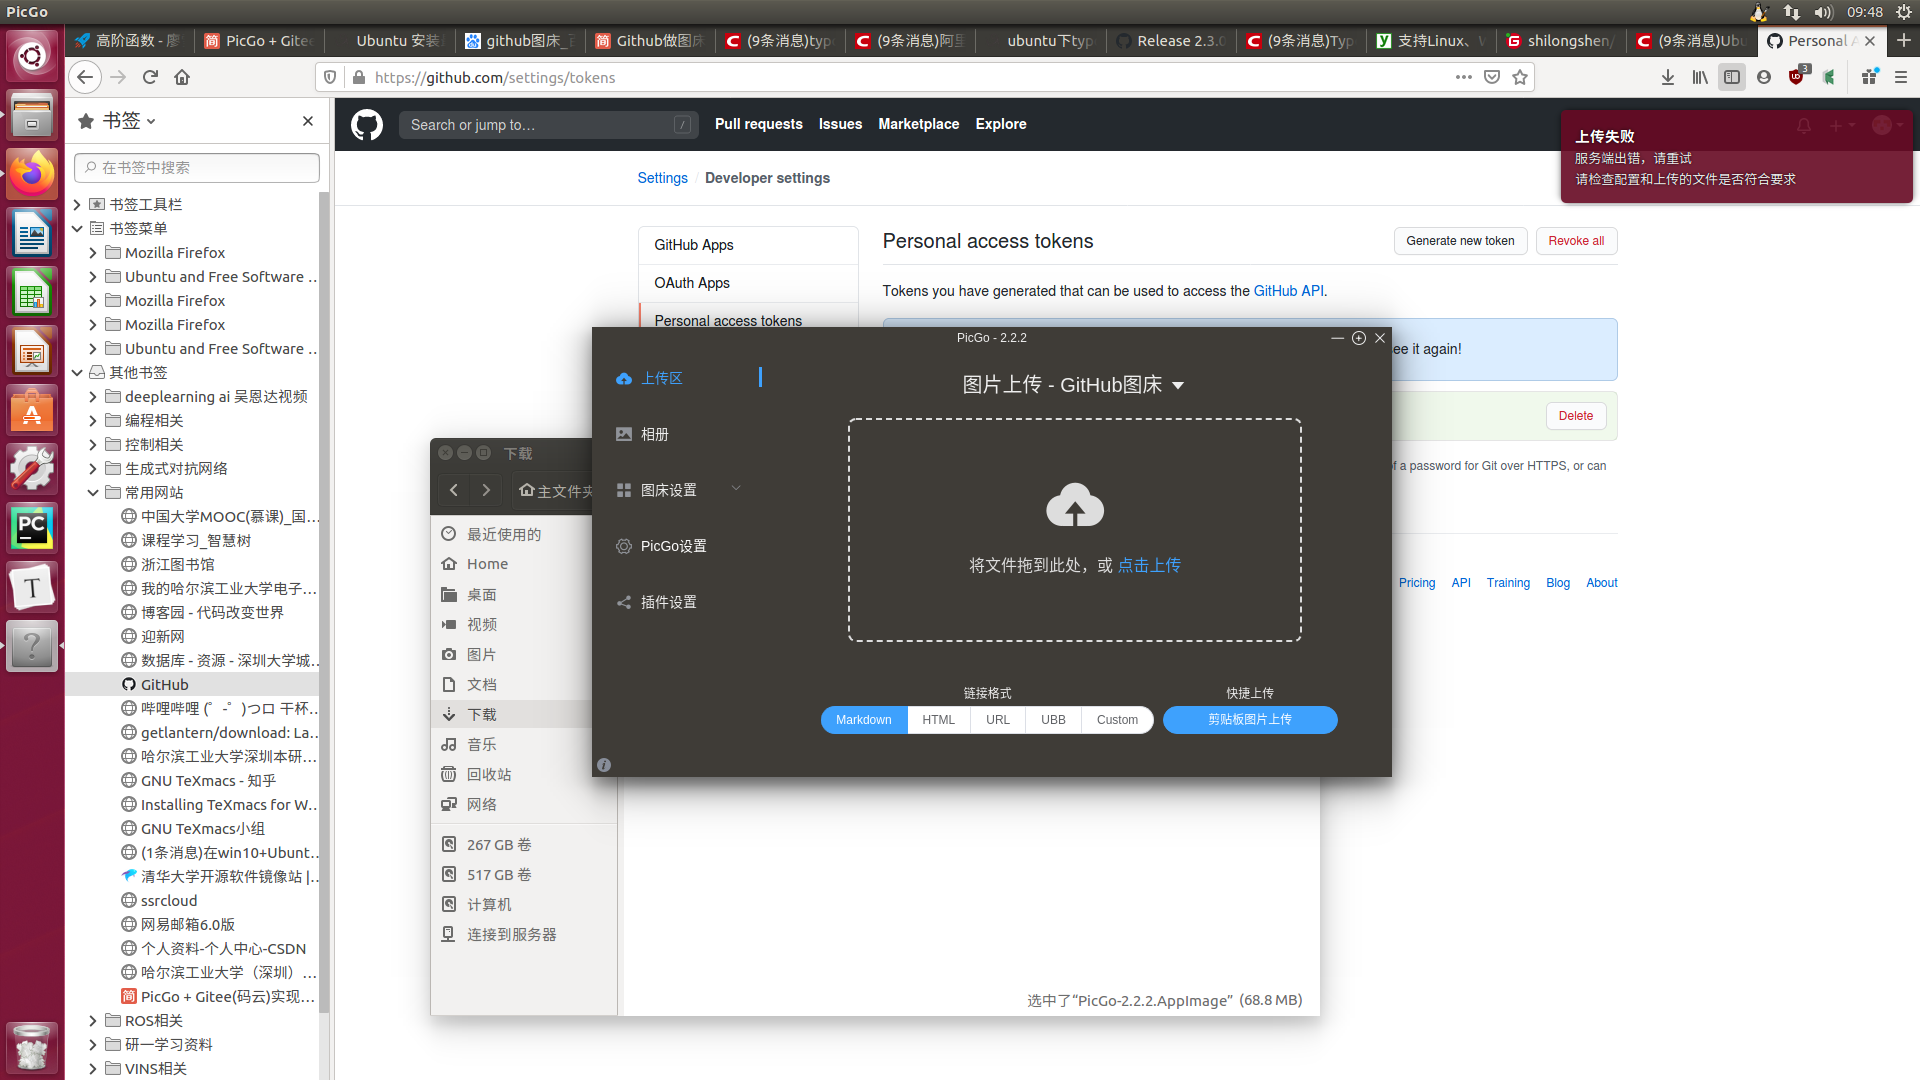 PicGo
09:48
高阶函数 - 廖
PicGo + Gitee
Ubuntu 安装
github图床_百
Github做图床
(9条消息)typo
(9条消息)阿里
ubuntu下typ
Release 2.3.0
(9条消息)Typ
支持Linux、W
shilongshen/
(9条消息)Ubu
Personal A
https://github.com/settings/tokens
3
书签
在书签中搜索
书签工具栏
书签菜单
Mozilla Firefox
Ubuntu and Free Software ...
Mozilla Firefox
Mozilla Firefox
Ubuntu and Free Software ...
其他书签
deeplearning ai 吴恩达视频
编程相关
控制相关
生成式对抗网络
常用网站
中国大学MOOC(慕课)_国...
课程学习_智慧树
浙江图书馆
我的哈尔滨工业大学电子...
博客园 - 代码改变世界
迎新网
数据库 - 资源 - 深圳大学城...
GitHub
哔哩哔哩 (゜-゜)つロ 干杯...
getlantern/download: La...
哈尔滨工业大学深圳本研...
GNU TeXmacs - 知乎
Installing TeXmacs for W...
GNU TeXmacs小组
(1条消息)在win10+Ubunt...
清华大学开源软件镜像站 |...
ssrcloud
网易邮箱6.0版
个人资料-个人中心-CSDN
哈尔滨工业大学（深圳）...
PicGo + Gitee(码云)实现...
ROS相关
研一学习资料
VINS相关
Search or jump to…
/
Pull requests
Issues
Marketplace
Explore
上传失败
服务端出错，请重试
请检查配置和上传的文件是否符合要求
Settings / Developer settings
GitHub Apps
OAuth Apps
Personal access tokens
Personal access tokens
Generate new token
Revoke all
Tokens you have generated that can be used to access the GitHub API.
ee it again!
Delete
f a password for Git over HTTPS, or can
Pricing
API
Training
Blog
About
下载
主文件夹
最近使用的
Home
桌面
视频
图片
文档
下载
音乐
回收站
网络
267 GB 卷
517 GB 卷
计算机
连接到服务器
选中了“PicGo-2.2.2.AppImage” (68.8 MB)
PicGo - 2.2.2
上传区
相册
图床设置
PicGo设置
插件设置
图片上传 - GitHub图床
将文件拖到此处，或 点击上传
链接格式
快捷上传
Markdown
HTML
URL
UBB
Custom
剪贴板图片上传